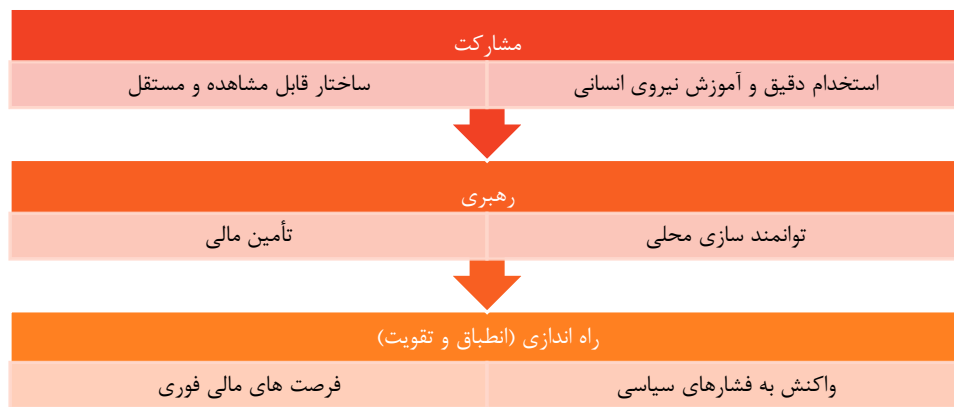 مشارکت
استخدام دقیق و آموزش نیروی انسانی
ساختار قابل مشاهده و مستقل
رهبری
توانمند سازی محلی
تأمین مالی
راه اندازی (انطباق و تقویت)
واکنش به فشارهای سیاسی
فرصت های مالی فوری